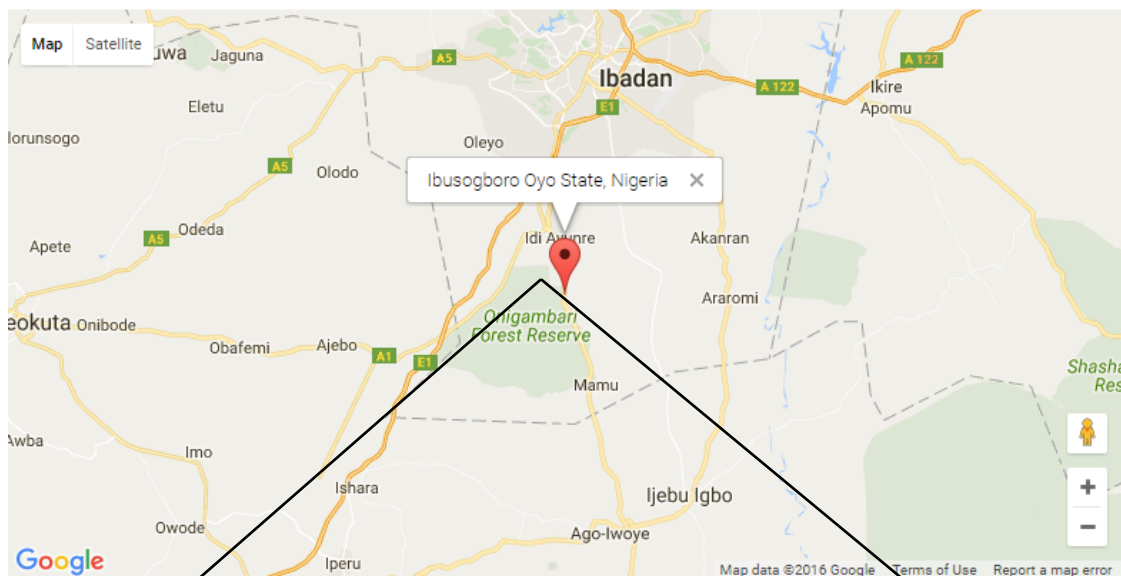 Map Satellite
uwa
Jaguna
A5
Ibadan
A 122
A 122
Ikire
Apomu
Eletu
E1
lorunsogo
Oleyo
A5
Olodo
Ibusogboro Oyo State, Nigeria ×
Odeda
A5
Apete
Idi Ayunre
Akanran
Araromi
eokuta
Onibode
Onigambari
Forest Reserve
Obafemi
Ajebo
A1
E1
Shasha
Res
Mamu
Awba
Imo
Ishara
Ijebu Igbo
+
−
Owode
Ago-Iwoye
Google
Iperu
Map data ©2016 Google Terms of Use Report a map error